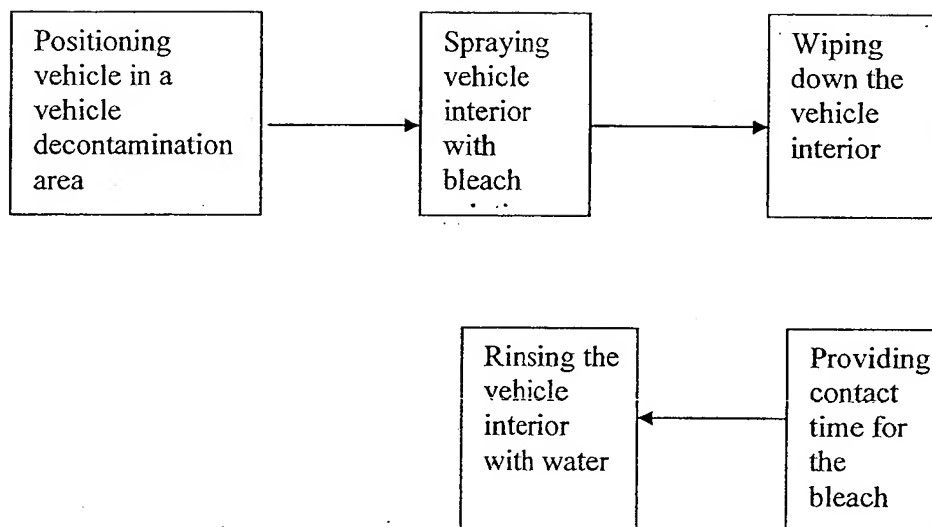 Positioning
vehicle in a
vehicle
decontamination
area
Spraying
vehicle
interior
with
bleach
Wiping
down the
vehicle
interior
Rinsing the
vehicle
interior
with water
Providing
contact
time for
the
bleach